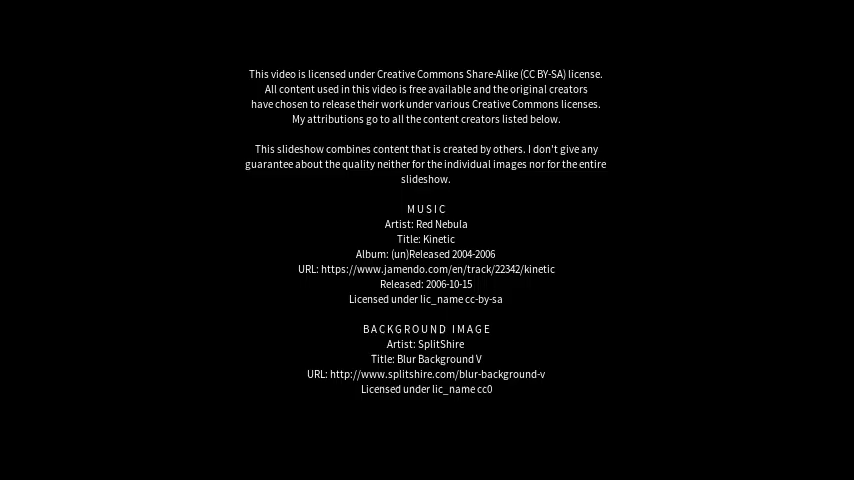 This video is licensed under Creative Commons Share-Alike (CC BY-SA) license.
All content used in this video is free available and the original creators
have chosen to release their work under various Creative Commons licenses.
My attributions go to all the content creators listed below.
This slideshow combines content that is created by others. I don't give any
guarantee about the quality neither for the individual images nor for the entire
slideshow.
MUSIC
Artist: Red Nebula
Title: Kinetic
Album: (un)Released 2004-2006
URL: https://www.jamendo.com/en/track/22342/kinetic
Released: 2006-10-15
Licensed under lic_name cc-by-sa
BACKGROUND IMAGE
Artist: SplitShire
Title: Blur Background V
URL: http://www.splitshire.com/blur-background-v
Licensed under lic_name cc0